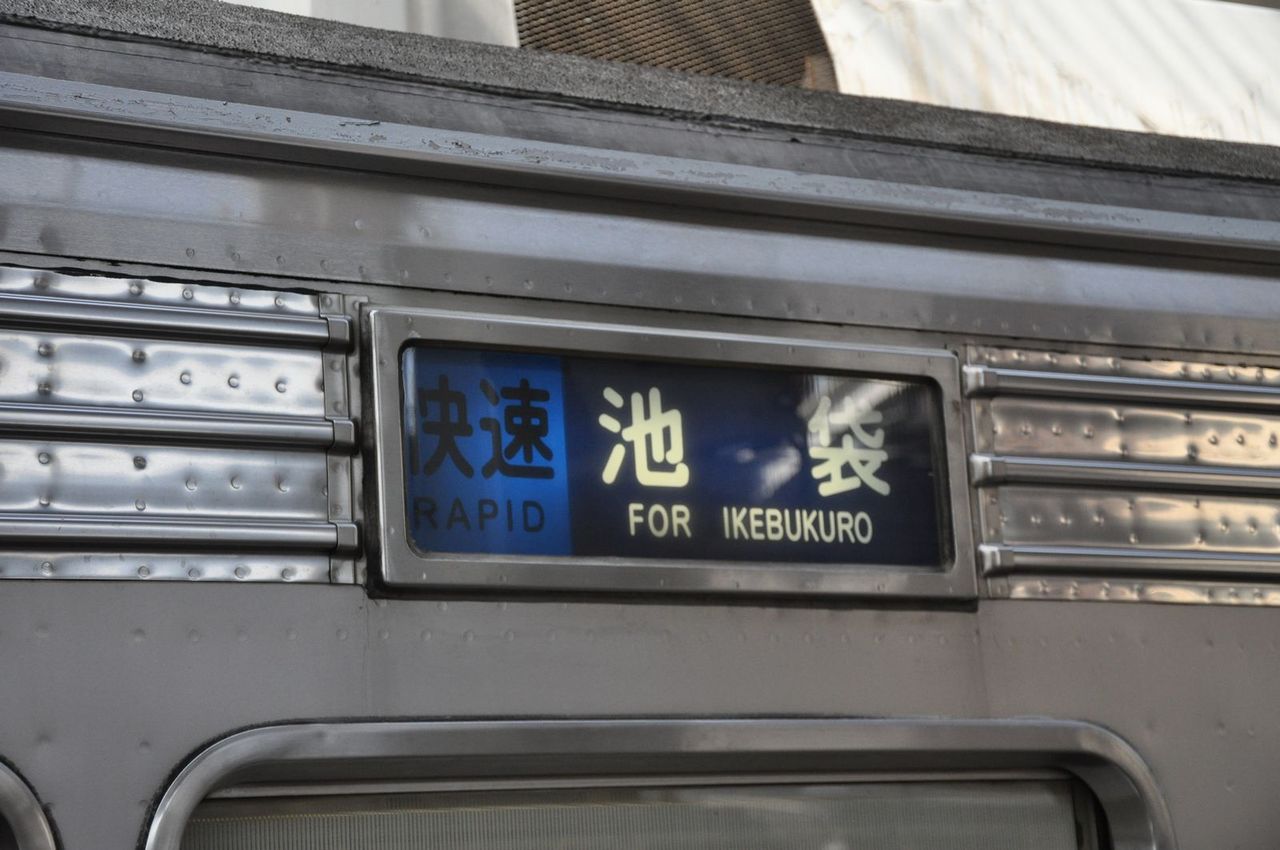 快速 池袋
RAPID FOR IKEBUKURO